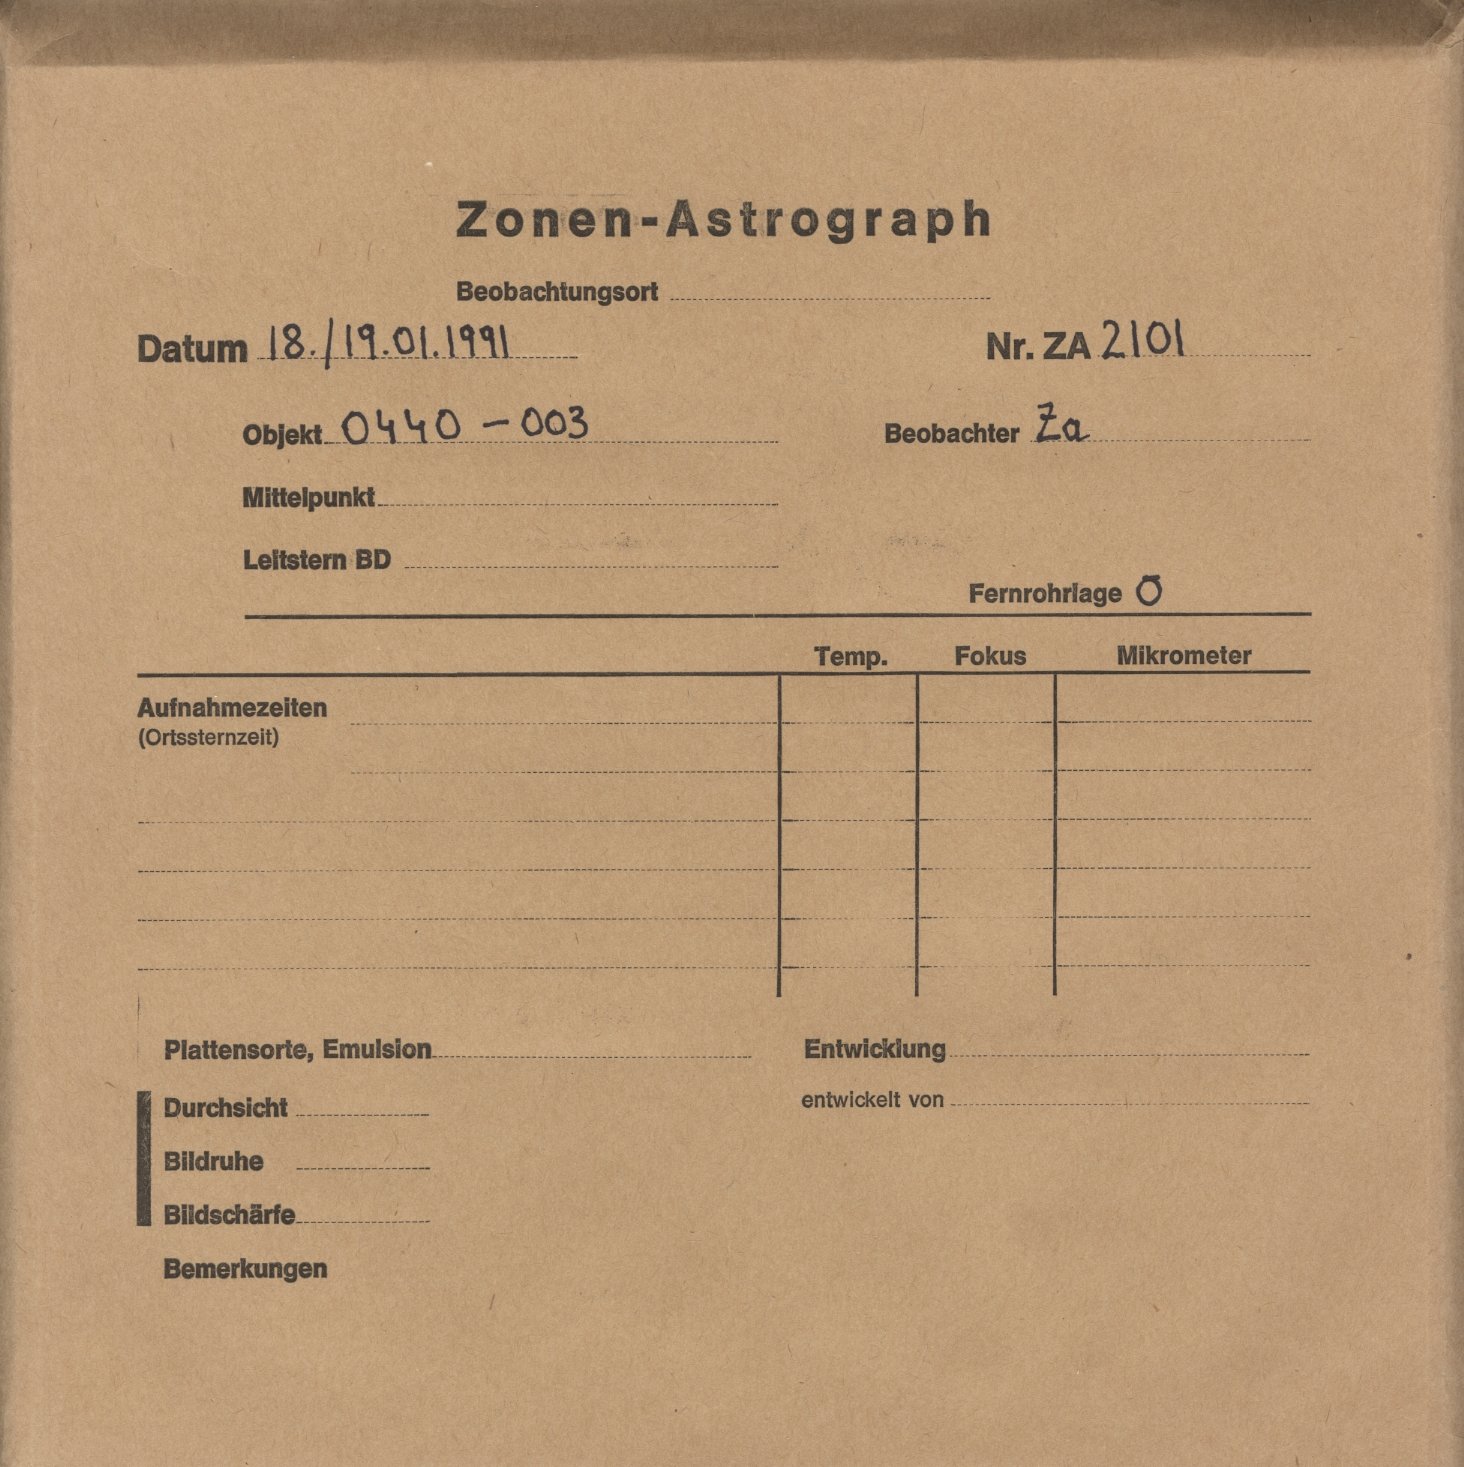 Zonen-Astrograph
Beobachtungsort
Datum 18./19.01.1991 Nr. ZA 2101
Objekt 0440 - 003 Beobachter Za
Mittelpunkt
Leitstern BD
Fernrohrlage Ō
Temp. Fokus Mikrometer
Aufnahmezeiten
(Ortssternzeit)
Plattensorte, Emulsion Entwicklung
Durchsicht entwickelt von
Bildruhe
Bildschärfe
Bemerkungen